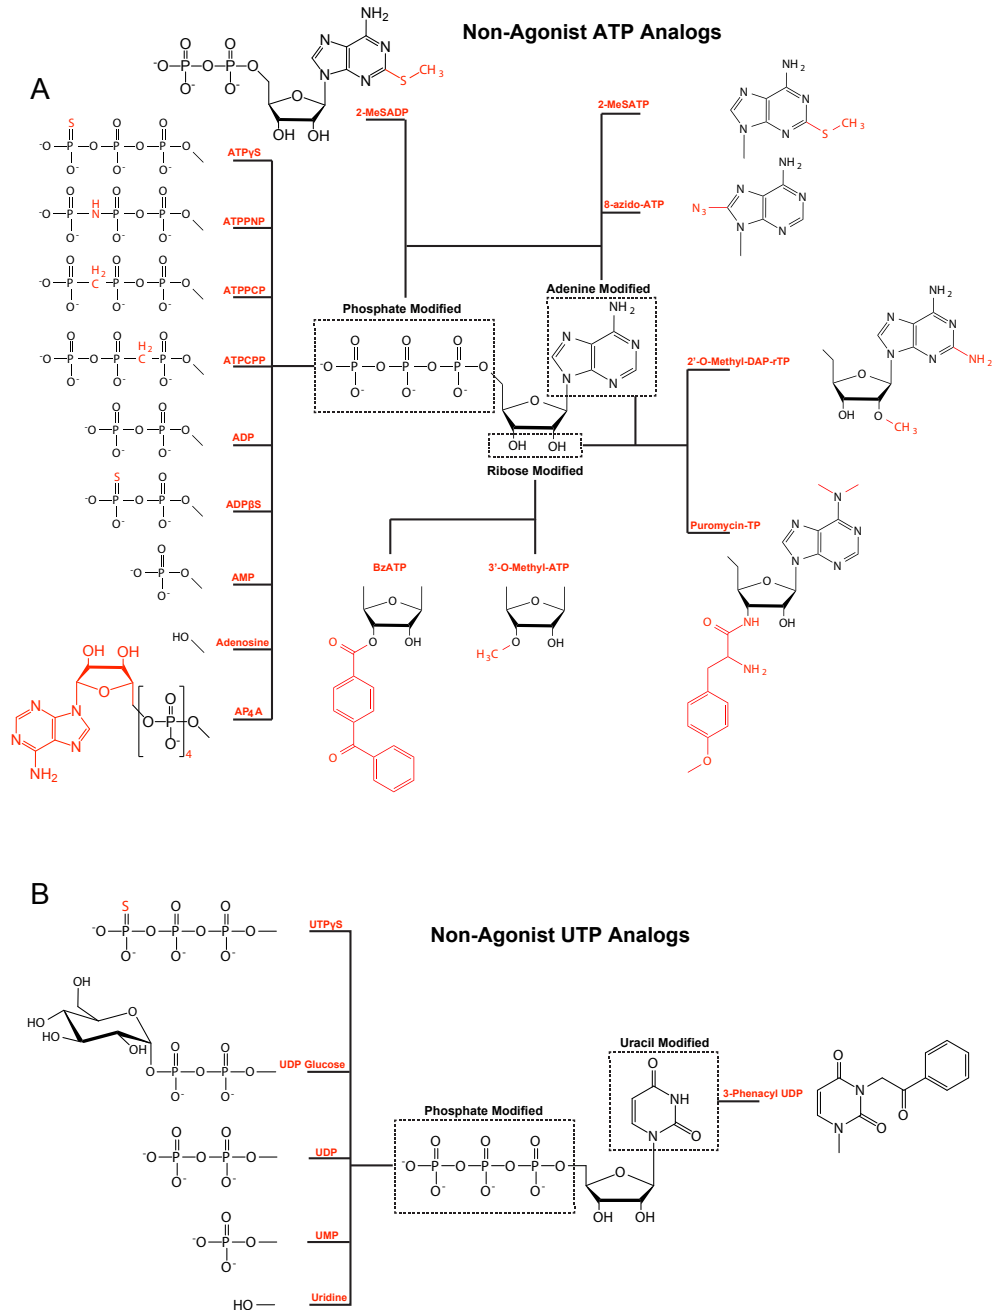 Non-Agonist ATP Analogs
A
2-MeSADP
2-MeSATP
ATPγS
8-azido-ATP
ATPPNP
ATPPCP
Phosphate Modified
Adenine Modified
ATPCPP
2'-O-Methyl-DAP-rTP
ADP
Ribose Modified
ADPβS
Puromycin-TP
BzATP
3'-O-Methyl-ATP
AMP
Adenosine
AP4A
B
UTPγS
Non-Agonist UTP Analogs
Uracil Modified
UDP Glucose
3-Phenacyl UDP
Phosphate Modified
UDP
UMP
Uridine
HO